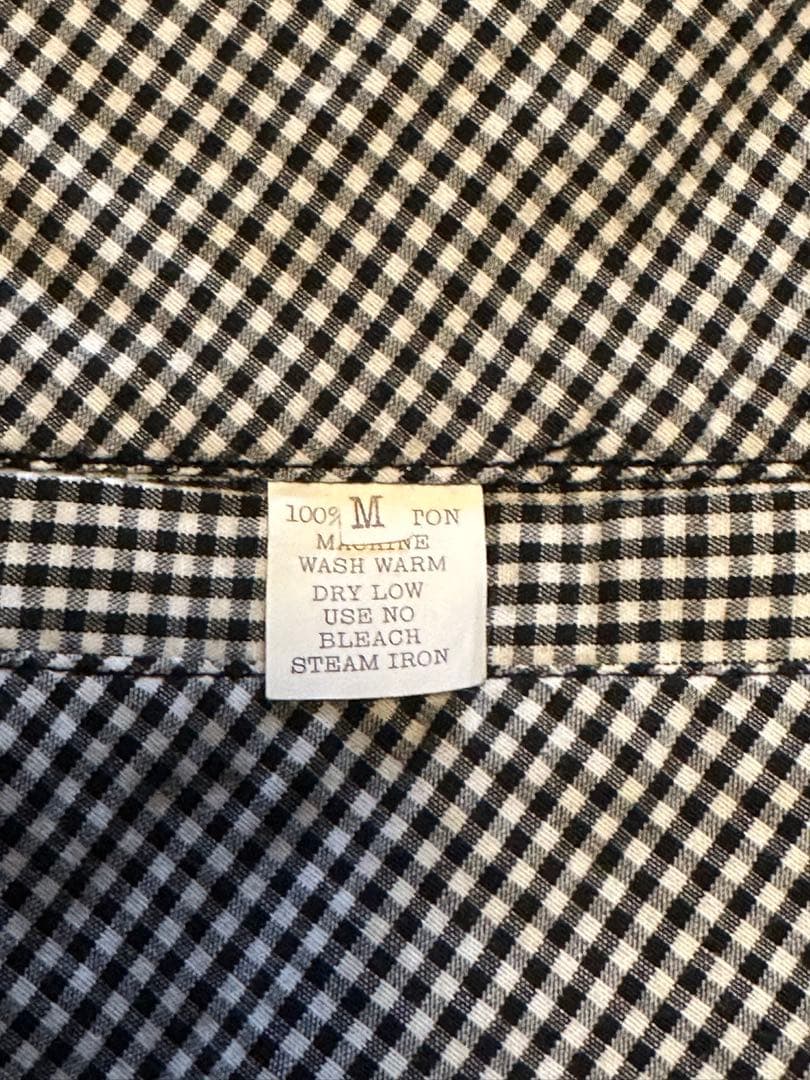 100% M TON
MACHINE
WASH WARM
DRY LOW
USE NO
BLEACH
STEAM IRON